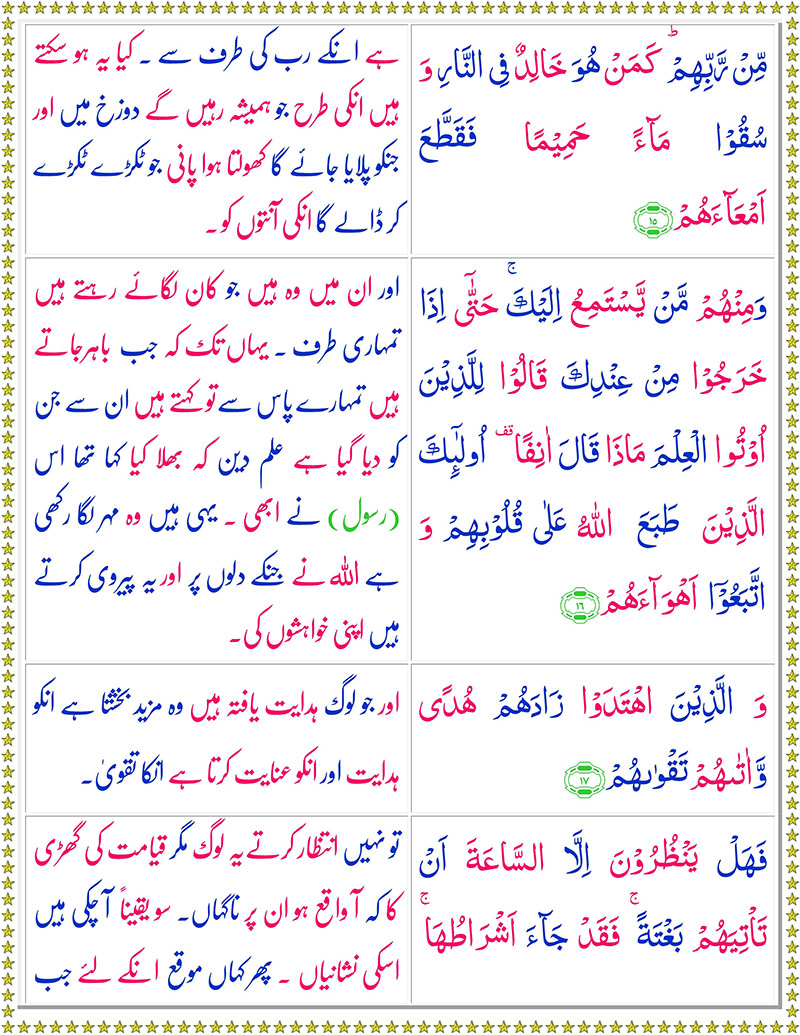 مِّنْ رَّبِّهِمْ ؕ كَمَنْ هُوَ خَالِدٌ فِى النَّارِ وَ
سُقُوْا مَآءً حَمِيْمًا فَقَطَّعَ
اَمْعَآءَهُمْ ۱۵
ہے انکے رب کی طرف سے ۔ کیا یہ ہو سکتے
ہیں انکی طرح جو ہمیشہ رہیں گے دوزخ میں اور
جنکو پلایا جائے گا کھولتا ہوا پانی جو ٹکڑے ٹکڑے
کر ڈالے گا انکی آنتوں کو ۔
وَمِنْهُمْ مَّنْ يَّسْتَمِعُ اِلَيْكَ ۚ حَتّٰۤى اِذَا
خَرَجُوْا مِنْ عِنْدِكَ قَالُوْا لِلَّذِيْنَ
اُوْتُوا الْعِلْمَ مَاذَا قَالَ اٰنِفًا ۫ اُولٰٓئِكَ
الَّذِيْنَ طَبَعَ اللّٰهُ عَلٰى قُلُوْبِهِمْ وَ
اتَّبَعُوْۤا اَهْوَآءَهُمْ ۱۶
اور ان میں وہ ہیں جو کان لگائے رہتے ہیں
تمہاری طرف ۔ یہاں تک کہ جب باہر جاتے
ہیں تمہارے پاس سے تو کہتے ہیں ان سے جن
کو دیا گیا ہے علم دین کہ بھلا کیا کہا تھا اس
(رسول) نے ابھی ۔ یہی ہیں وہ مہر لگا رکھی
ہے اللہ نے جنکے دلوں پر اور یہ پیروی کرتے
ہیں اپنی خواہشوں کی۔
وَ الَّذِيْنَ اهْتَدَوْا زَادَهُمْ هُدًى
وَّاٰتٰٮهُمْ تَقْوٰٮهُمْ ۱۷
اور جو لوگ ہدایت یافتہ ہیں وہ مزید بخشتا ہے انکو
ہدایت اور انکو عنایت کرتا ہے انکا تقویٰ۔
فَهَلْ يَنْظُرُوْنَ اِلَّا السَّاعَةَ اَنْ
تَاْتِيَهُمْ بَغْتَةً ۚ فَقَدْ جَآءَ اَشْرَاطُهَا ۚ
تو نہیں انتظار کرتے یہ لوگ مگر قیامت کی گھڑی
کا کہ آ واقع ہو ان پر ناگہاں۔ سو یقیناً آچکی ہیں
اسکی نشانیاں ۔ پھر کہاں موقع انکے لئے جب